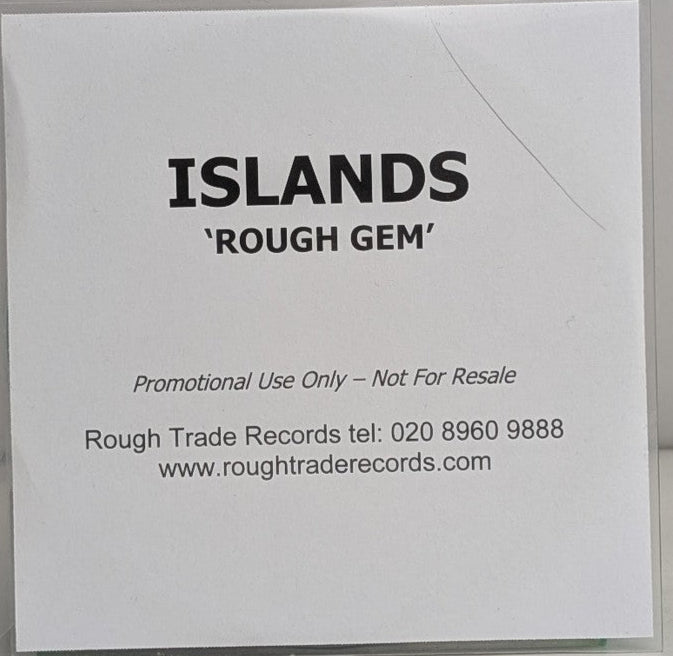 ISLANDS
‘ROUGH GEM’
Promotional Use Only – Not For Resale
Rough Trade Records tel: 020 8960 9888
www.roughtraderecords.com